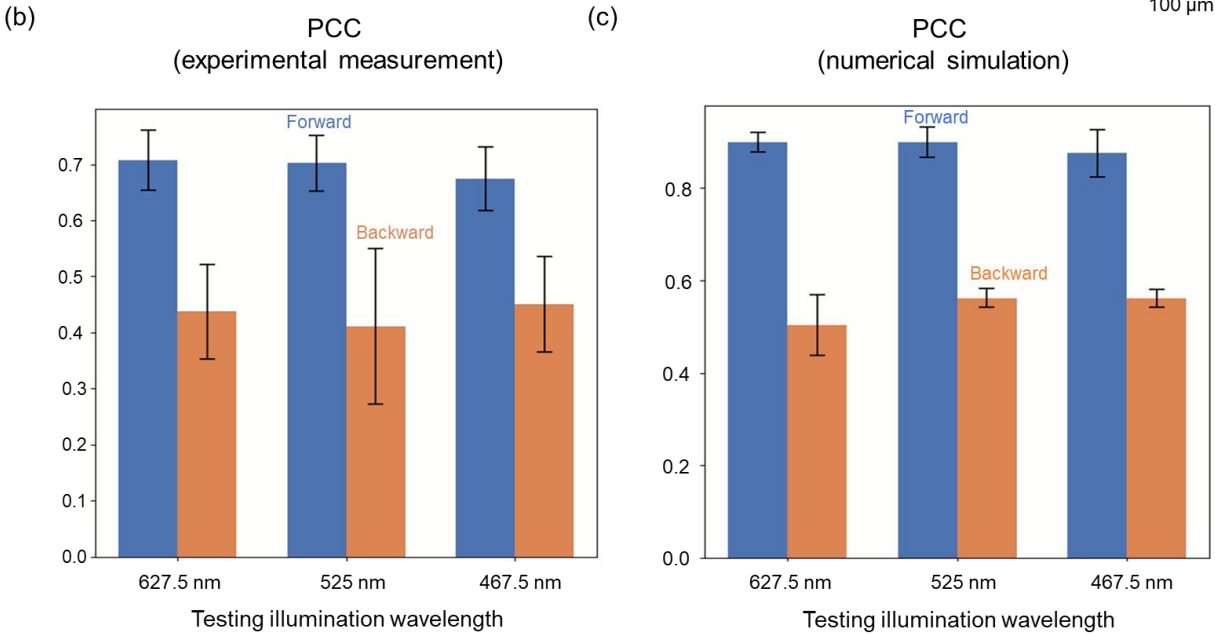 100 µm
(b)
PCC
(experimental measurement)
Forward
Backward
0.7
0.6
0.5
0.4
0.3
0.2
0.1
0.0
627.5 nm
525 nm
467.5 nm
Testing illumination wavelength
(c)
PCC
(numerical simulation)
Forward
Backward
0.8
0.6
0.4
0.2
0.0
627.5 nm
525 nm
467.5 nm
Testing illumination wavelength